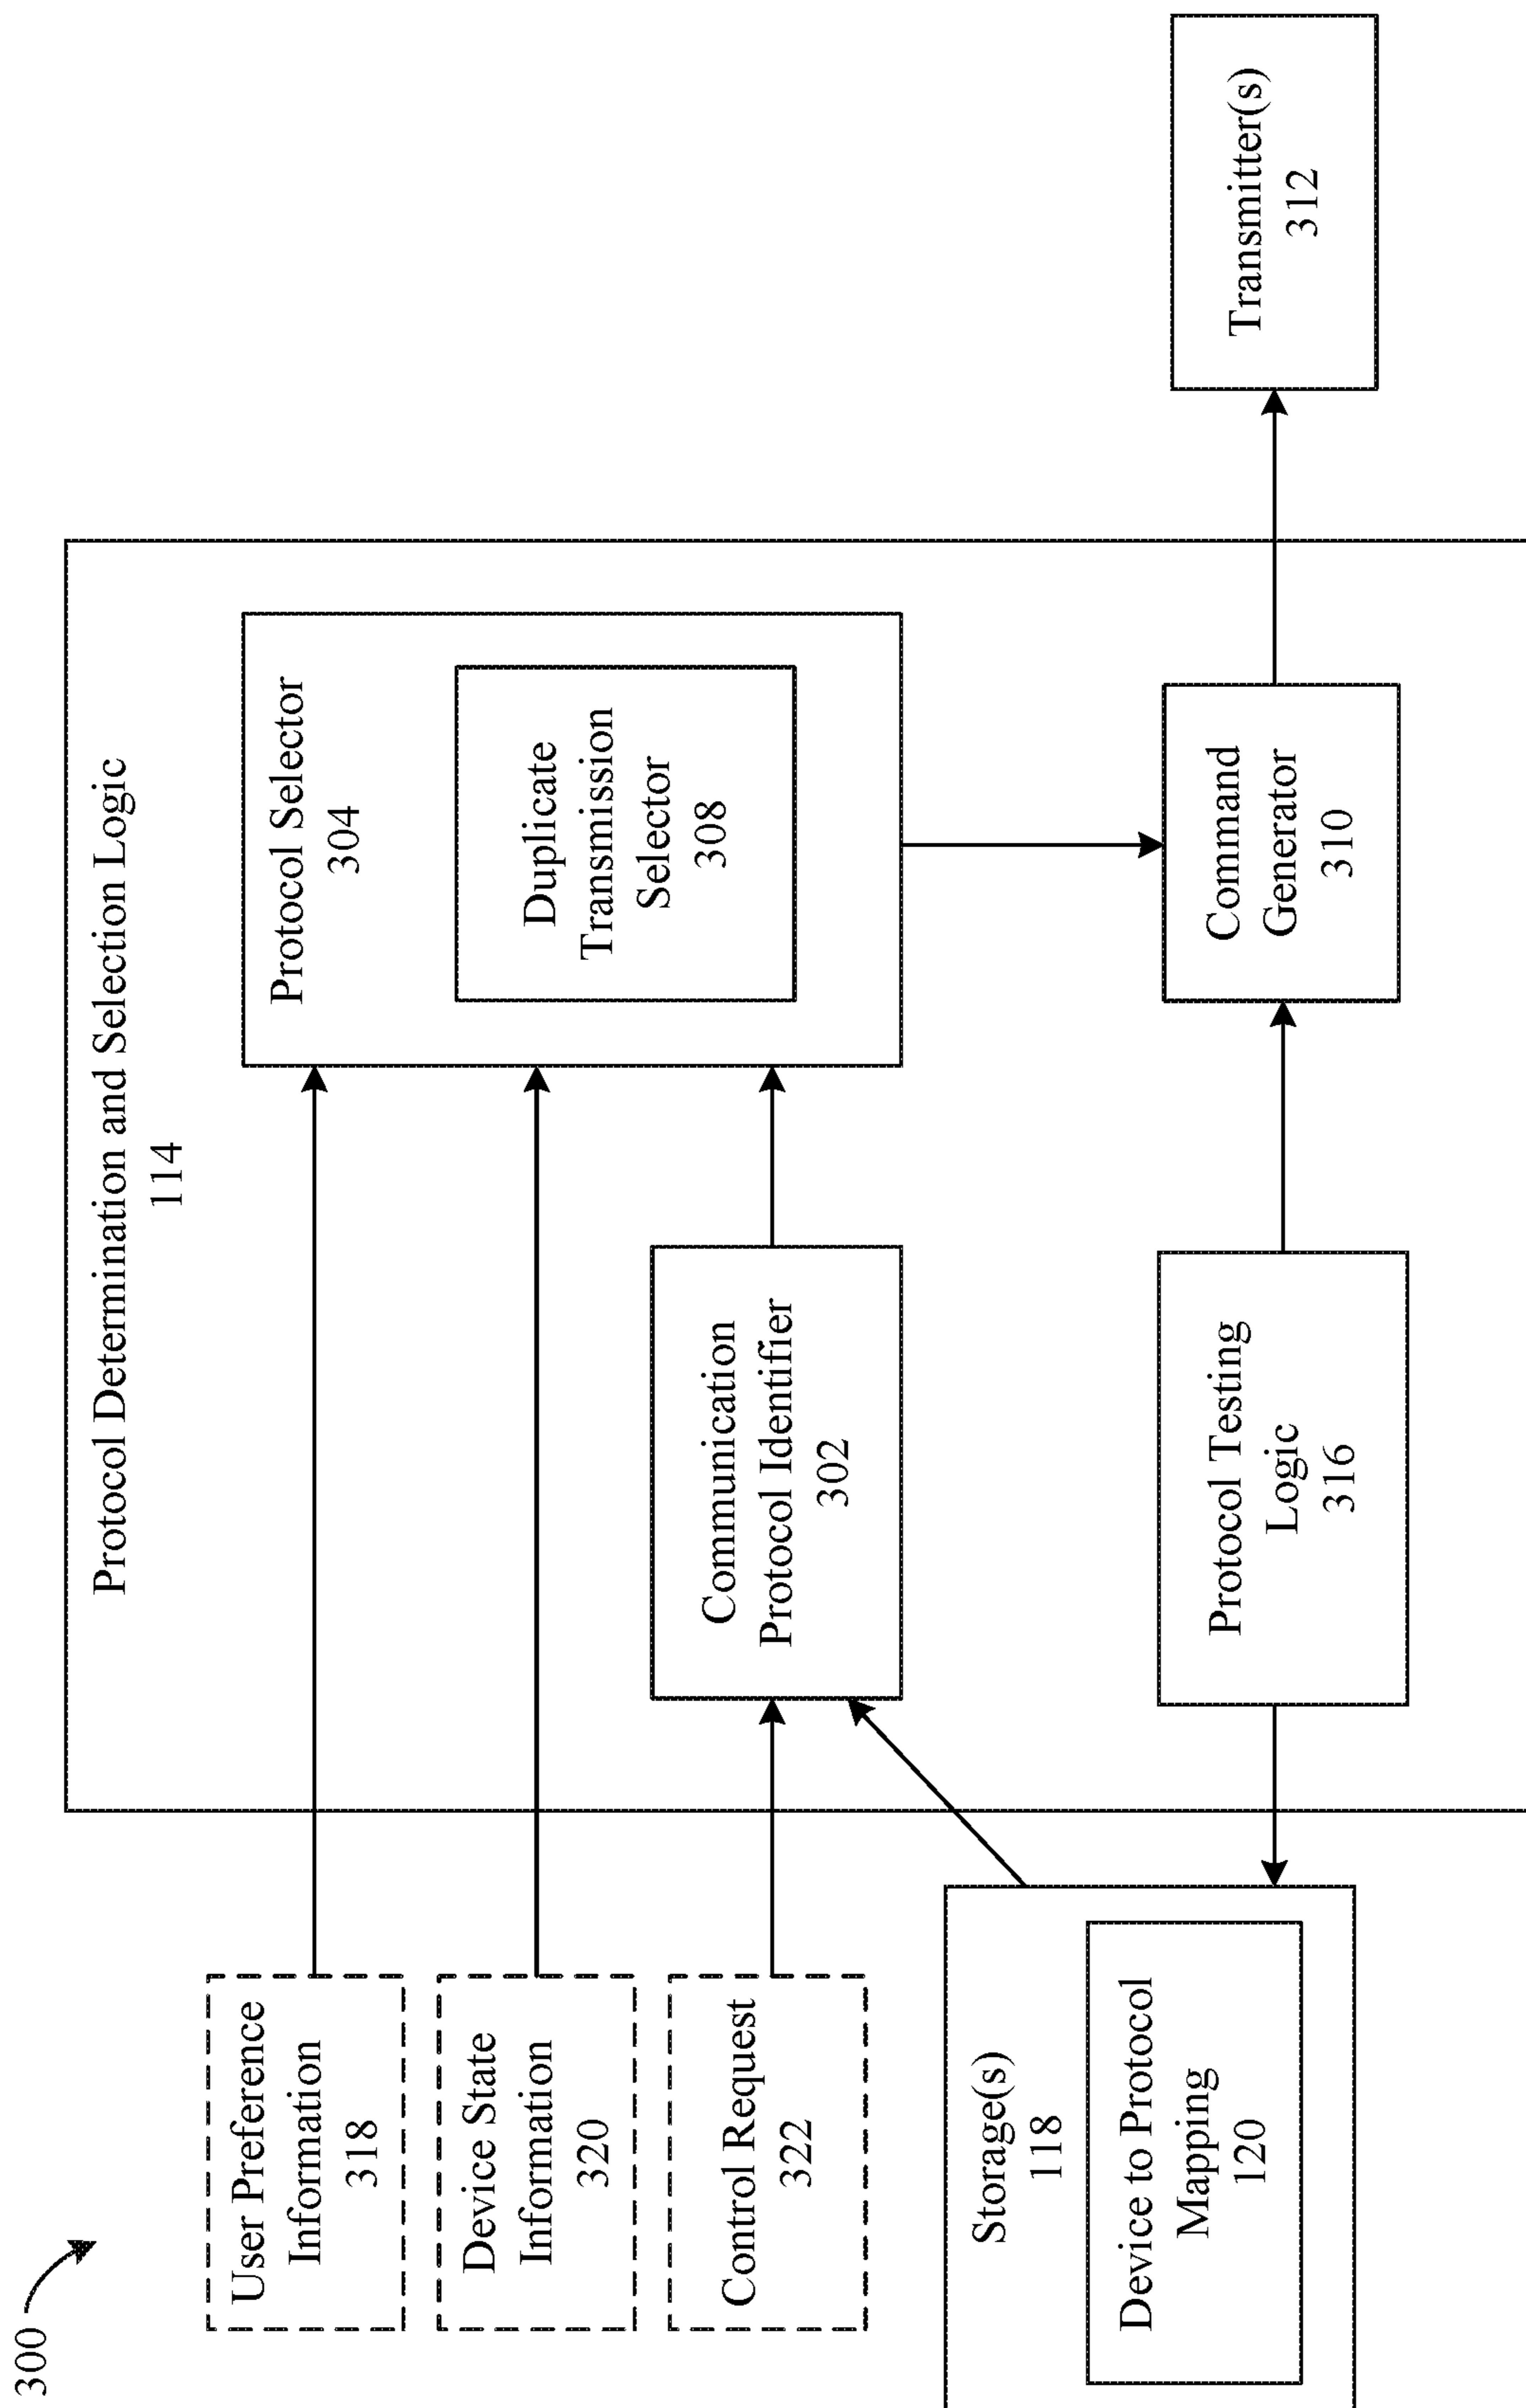 300
Protocol Determination and Selection Logic
114
User Preference
Information
318
Protocol Selector
304
Device State
Information
320
Duplicate
Transmission
Selector
308
Control Request
322
Communication
Protocol Identifier
302
Storage(s)
118
Device to Protocol
Mapping
120
Protocol Testing
Logic
316
Command
Generator
310
Transmitter(s)
312